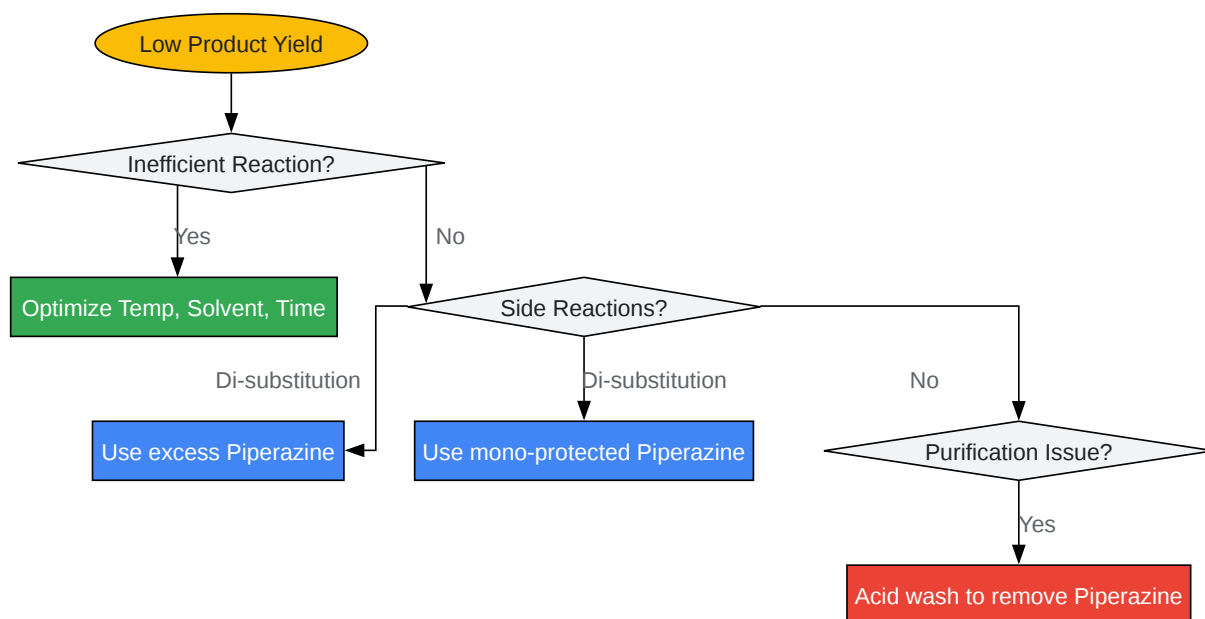 Low Product Yield
Inefficient Reaction?
Yes
No
Optimize Temp, Solvent, Time
Side Reactions?
Di-substitution
Di-substitution
No
Use excess Piperazine
Use mono-protected Piperazine
Purification Issue?
Yes
Acid wash to remove Piperazine